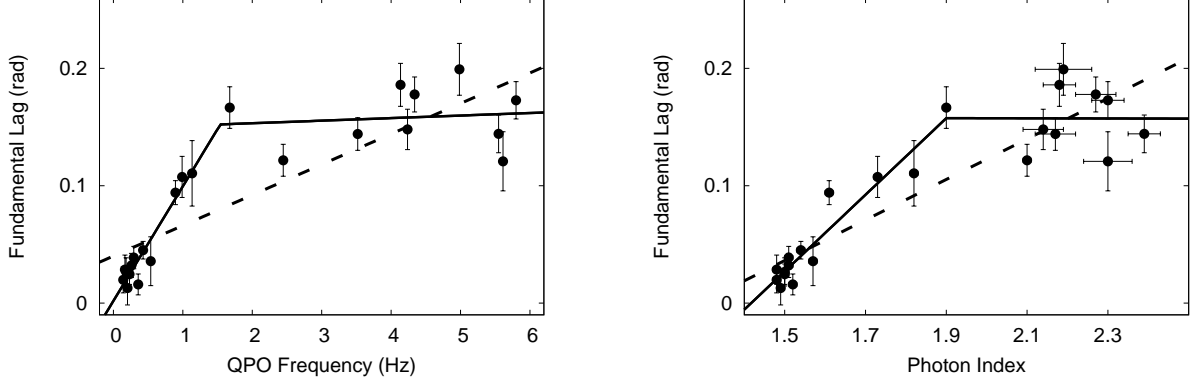 Fundamental Lag (rad)
0.2
0.1
0
0 1 2 3 4 5 6
QPO Frequency (Hz)
Fundamental Lag (rad)
0.2
0.1
0
1.5 1.7 1.9 2.1 2.3
Photon Index